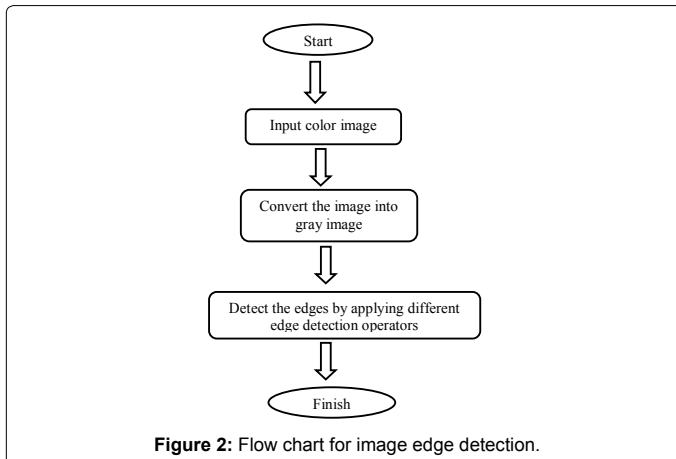 Start
Input color image
Convert the image into
gray image
Detect the edges by applying different
edge detection operators
Finish
Figure 2: Flow chart for image edge detection.